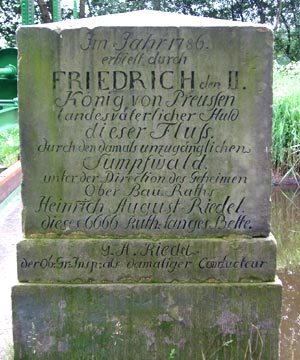 Im Jahr 1786.
erhielt durch
FRIEDRICH den II.
König von Preussen
landesväterlicher Huld
dieser Fluß.
durch den damals unzugänglichen
Sumpfwald.
unter der Direction des Geheimen
Ober Bau Raths
Heinrich August Riedel.
dieses 6666 Ruth: langes Bette.
G. A. Riedel.
der Ob: Gr: Insp: als damaliger Conducteur